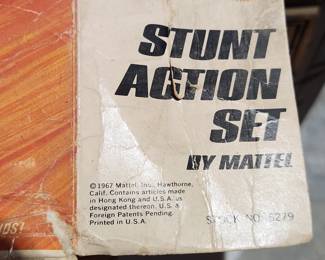 STUNT
ACTION
SET
BY MATTEL
©1967 Mattel, Inc., Hawthorne,
Calif. Contains articles made
in Hong Kong and U.S.A. as
designated thereon. U.S. &
Foreign Patents Pending.
Printed in U.S.A.
STOCK NO. 5279